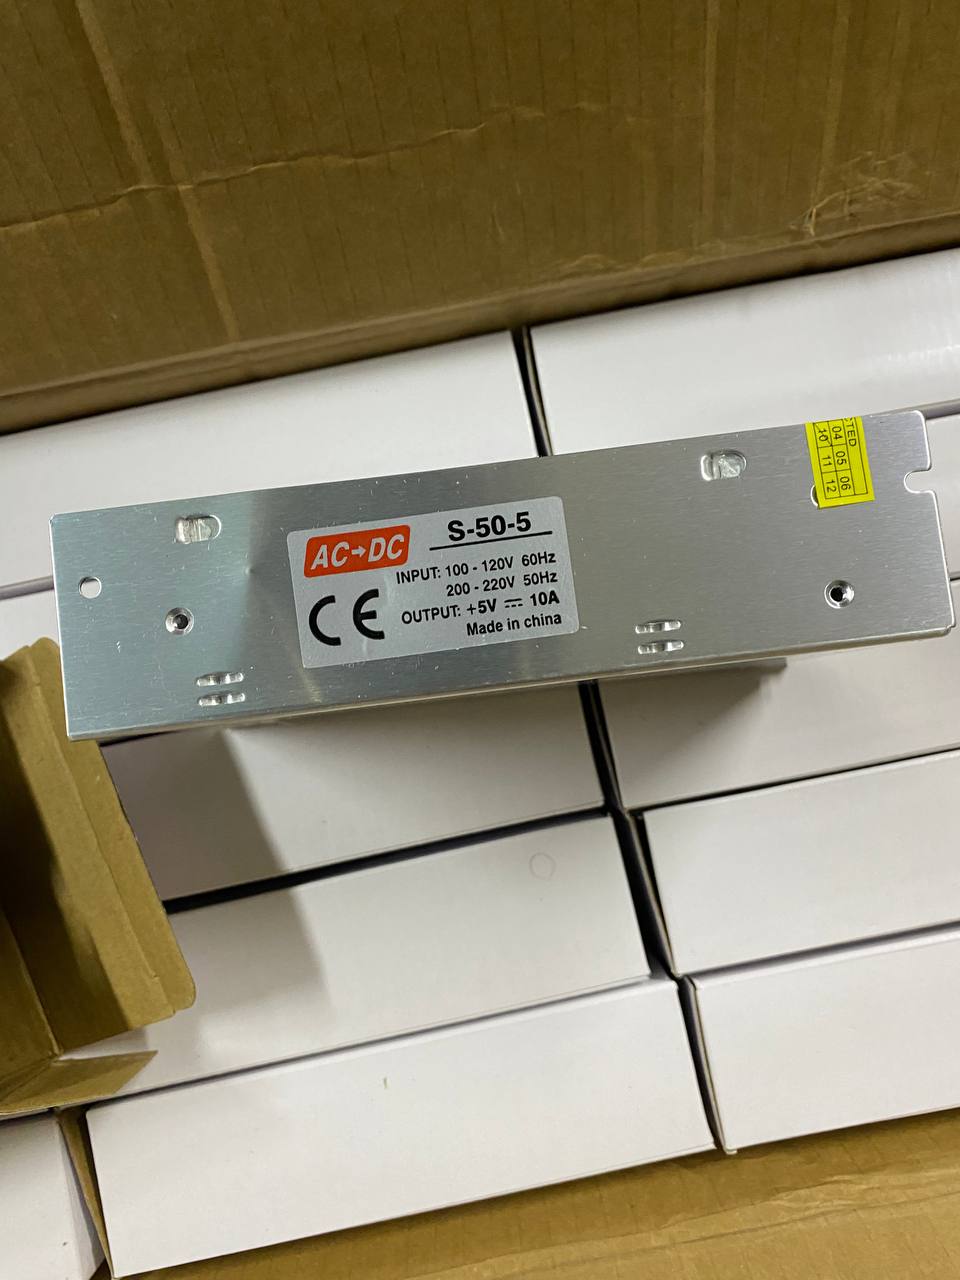 S-50-5
AC→DC
INPUT: 100 - 120V 60Hz
200 - 220V 50Hz
CE
OUTPUT: +5V ⎓ 10A
Made in china
04 05 06
10 11 12